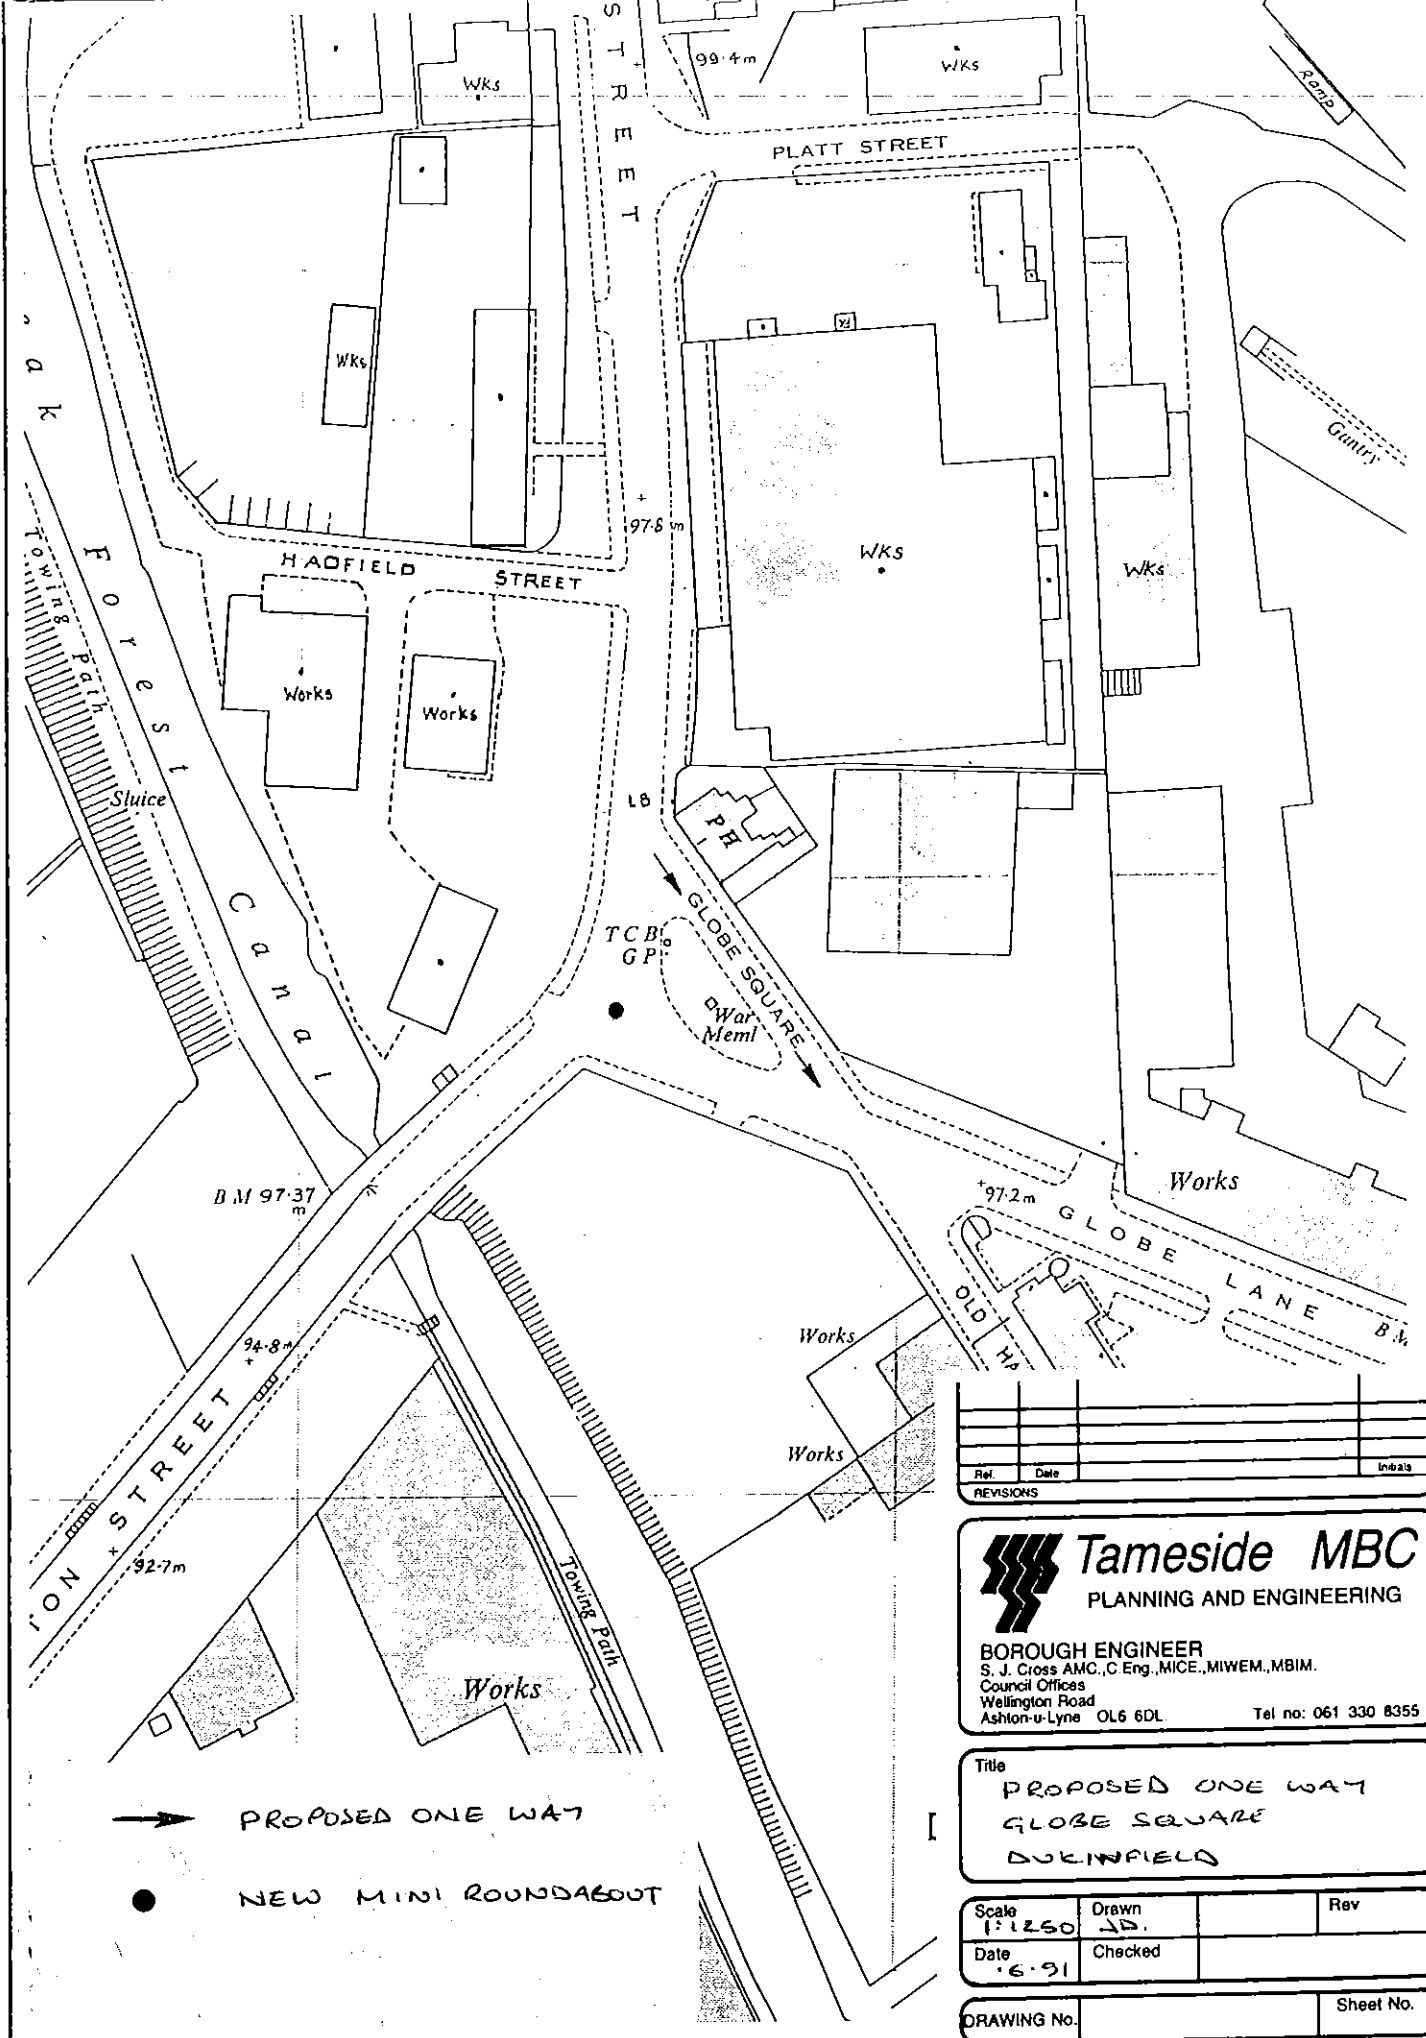 STREET
99.4m
WKs
WKs
Ramp
PLATT STREET
WKs
Gantry
97.8 m
WKs
WKs
HADFIELD STREET
Towing Path
ak Forest Canal
Works
Works
Sluice
LB
PH
GLOBE SQUARE
TCB
GP
War
Meml
BM 97.37
m
97.2m
Works
GLOBE LANE
BM
OLD HA
94.8m
Works
Works
TON STREET
92.7m
Towing Path
Works
Ref. Date Initials
REVISIONS
Tameside MBC
PLANNING AND ENGINEERING
BOROUGH ENGINEER
S. J. Cross AMC.,C.Eng.,MICE.,MIWEM.,MBIM.
Council Offices
Wellington Road
Ashton-u-Lyne OL6 6DL
Tel no: 061 330 8355
Title
PROPOSED ONE WAY
GLOBE SQUARE
DUKINFIELD
PROPOSED ONE WAY
NEW MINI ROUNDABOUT
Scale
1:1250
Drawn
JD.
Rev
Date
6.91
Checked
DRAWING No.
Sheet No.